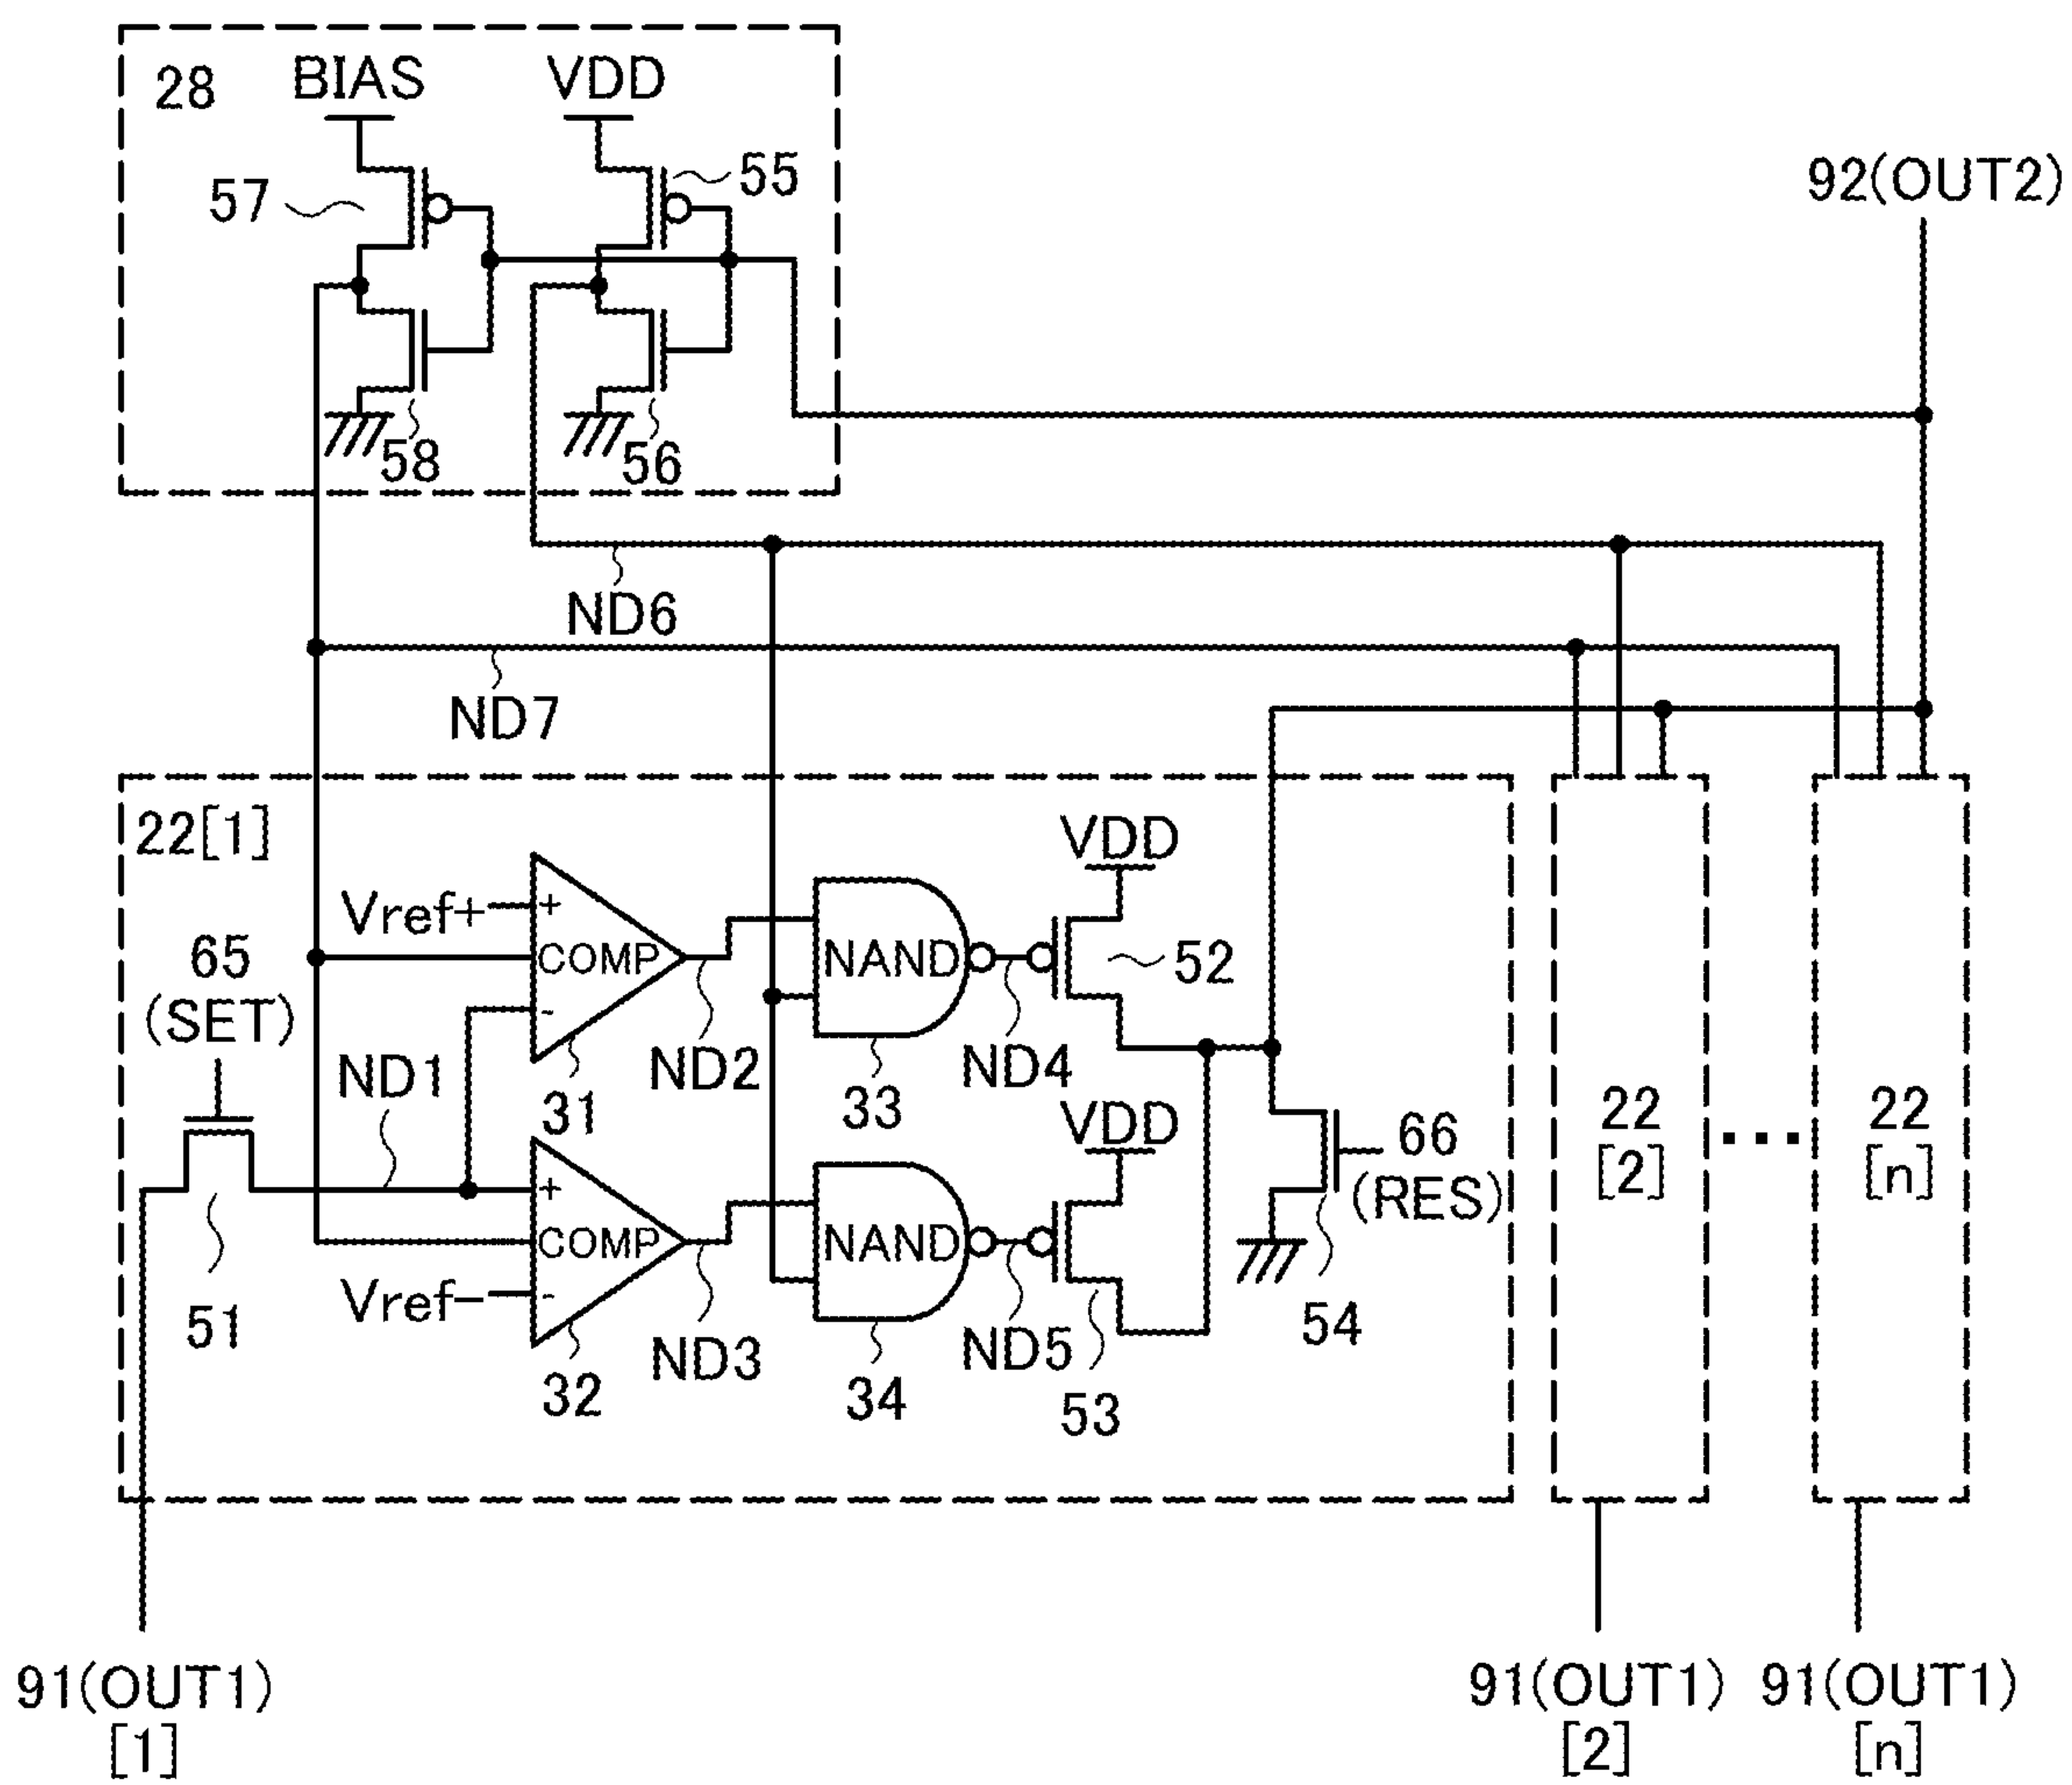 28
BIAS
VDD
57
55
92(OUT2)
58
56
ND6
ND7
22[1]
VDD
Vref+
+
COMP
-
NAND
52
65
(SET)
ND1
31
ND2
33
ND4
VDD
66
(RES)
22
[2]
22
[n]
+
COMP
-
NAND
51
Vref-
32
ND3
34
ND5
53
54
91(OUT1)
[1]
91(OUT1)
[2]
91(OUT1)
[n]